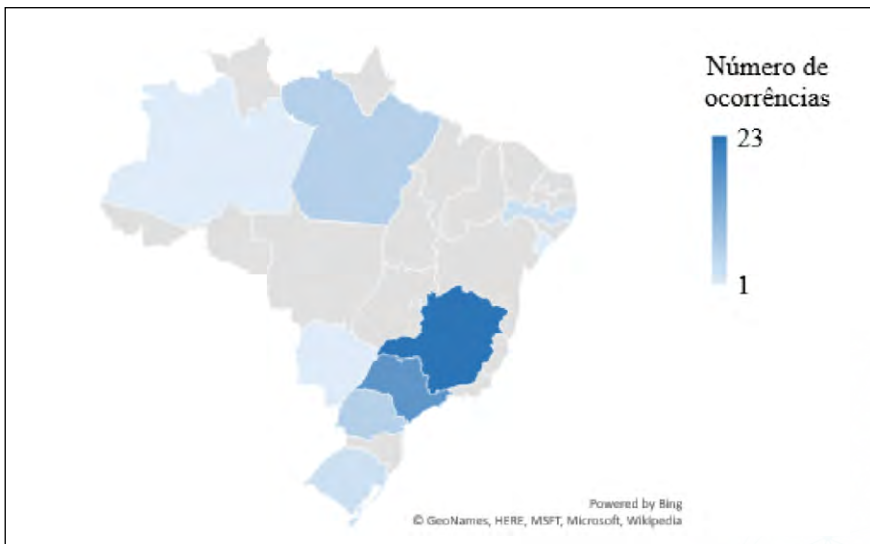 Número de
ocorrências
23
1
Powered by Bing
© GeoNames, HERE, MSFT, Microsoft, Wikipedia